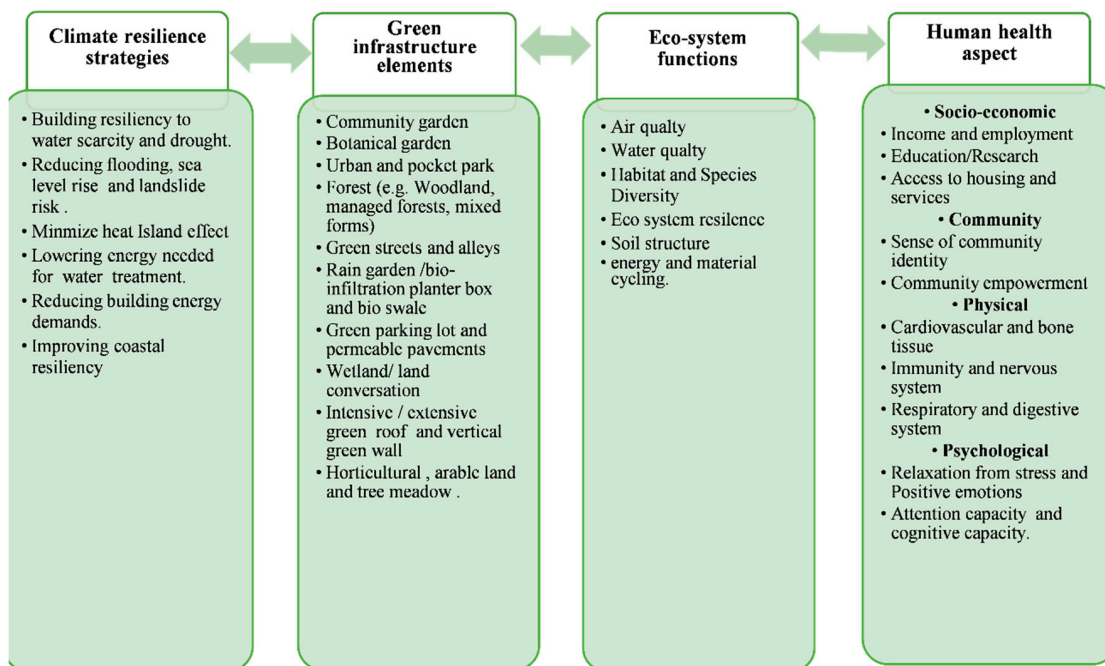 Climate resilience
strategies
• Building resiliency to
water scarcity and drought.
• Reducing flooding, sea
level rise and landslide
risk .
• Minmize heat Island effect
• Lowering energy needed
for water treatment.
• Reducing building energy
demands.
• Improving coastal
resiliency
Green
infrastructure
elements
• Community garden
• Botanical garden
• Urban and pocket park
• Forest (e.g. Woodland,
managed forests, mixed
forms)
• Green streets and alleys
• Rain garden /bio-
infiltration planter box
and bio swale
• Green parking lot and
permeable pavements
• Wetland/ land
conversation
• Intensive / extensive
green roof and vertical
green wall
• Horticultural , arable land
and tree meadow .
Eco-system
functions
• Air qualty
• Water qualty
• Habitat and Species
Diversity
• Eco system resilence
• Soil structure
• energy and material
cycling.
Human health
aspect
• Socio-economic
• Income and employment
• Education/Research
• Access to housing and
services
• Community
• Sense of community
identity
• Community empowerment
• Physical
• Cardiovascular and bone
tissue
• Immunity and nervous
system
• Respiratory and digestive
system
• Psychological
• Relaxation from stress and
Positive emotions
• Attention capacity and
cognitive capacity.